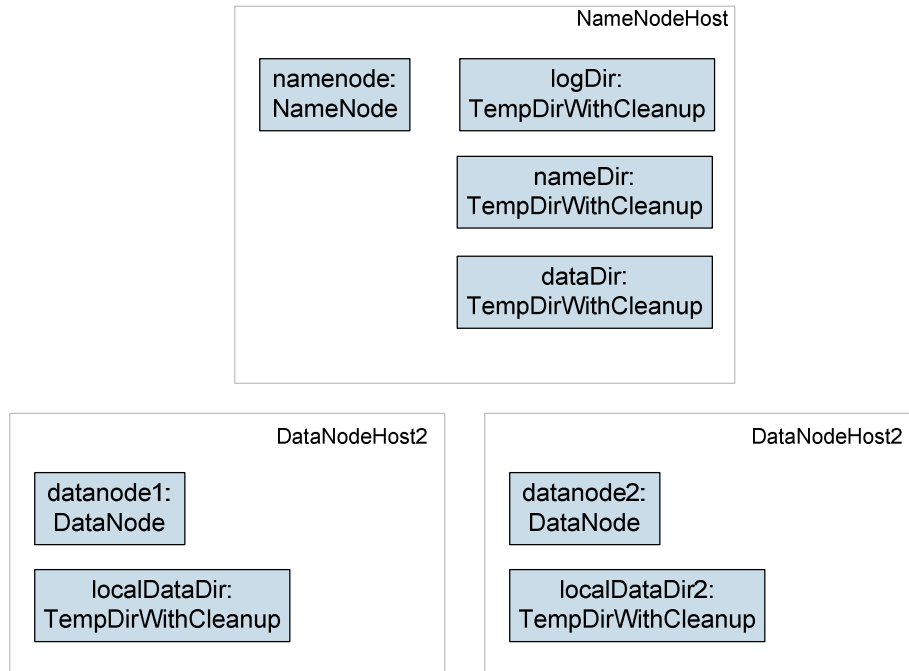 NameNodeHost
namenode:
NameNode
logDir:
TempDirWithCleanup
nameDir:
TempDirWithCleanup
dataDir:
TempDirWithCleanup
DataNodeHost2
datanode1:
DataNode
localDataDir:
TempDirWithCleanup
DataNodeHost2
datanode2:
DataNode
localDataDir2:
TempDirWithCleanup